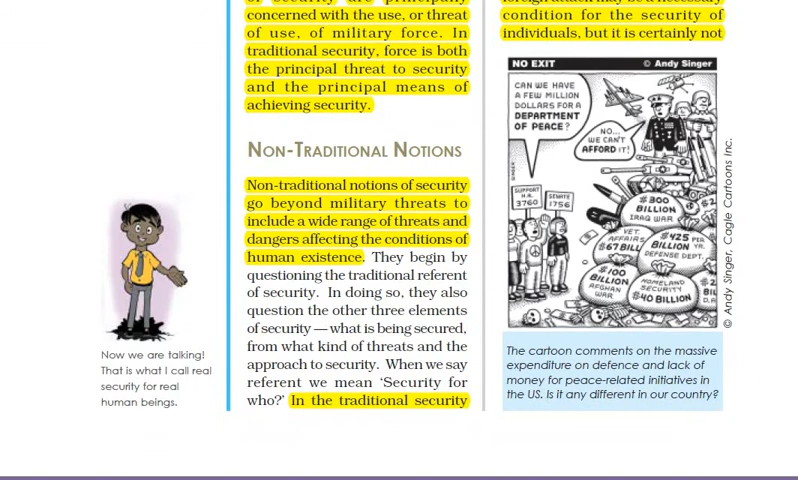 of security are principally
concerned with the use, or threat
of use, of military force. In
traditional security, force is both
the principal threat to security
and the principal means of
achieving security.
NON-TRADITIONAL NOTIONS
Non-traditional notions of security
go beyond military threats to
include a wide range of threats and
dangers affecting the conditions of
human existence. They begin by
questioning the traditional referent
of security. In doing so, they also
question the other three elements
of security — what is being secured,
from what kind of threats and the
approach to security. When we say
referent we mean 'Security for
who?' In the traditional security
Now we are talking!
That is what I call real
security for real
human beings.
foreign attack may be a necessary
condition for the security of
individuals, but it is certainly not
NO EXIT © Andy Singer
CAN WE HAVE
A FEW MILLION
DOLLARS FOR A
DEPARTMENT
OF PEACE?
NO...
WE CAN'T
AFFORD IT!
SINGER
SUPPORT
H.R.
3760
SENATE
1756
$300
BILLION
IRAQ WAR
VET.
AFFAIRS
$67 BILL
$425 PER
BILLION YR.
DEFENSE DEPT.
$100
BILLION
AFGHAN
WAR
HOMELAND
SECURITY
$40 BILLION
© Andy Singer, Cagle Cartoons Inc.
The cartoon comments on the massive
expenditure on defence and lack of
money for peace-related initiatives in
the US. Is it any different in our country?